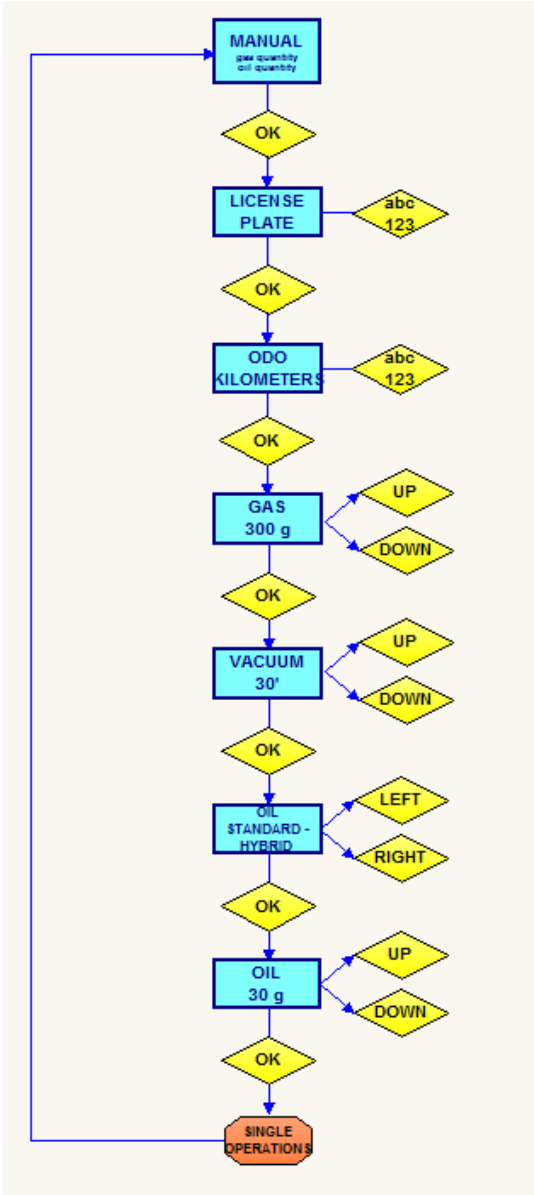 MANUAL
gas quantity
oil quantity
OK
LICENSE
PLATE
abc
123
OK
ODO
KILOMETERS
abc
123
OK
GAS
300 g
UP
DOWN
OK
VACUUM
30'
UP
DOWN
OK
OIL
STANDARD -
HYBRID
LEFT
RIGHT
OK
OIL
30 g
UP
DOWN
OK
SINGLE
OPERATIONS